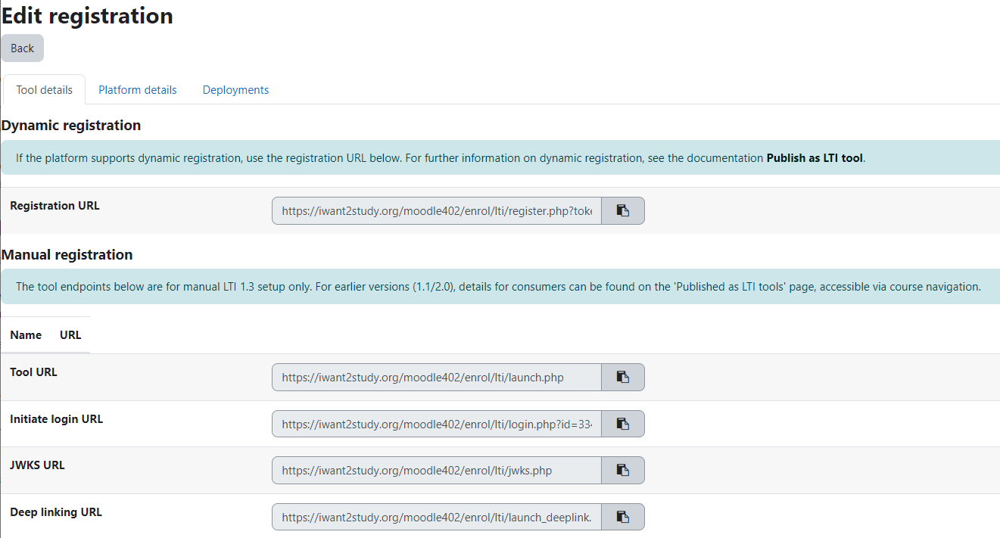 Edit registration
Back
Tool details Platform details Deployments
Dynamic registration
If the platform supports dynamic registration, use the registration URL below. For further information on dynamic registration, see the documentation Publish as LTI tool.
Registration URL https://iwant2study.org/moodle402/enrol/lti/register.php?toke
Manual registration
The tool endpoints below are for manual LTI 1.3 setup only. For earlier versions (1.1/2.0), details for consumers can be found on the 'Published as LTI tools' page, accessible via course navigation.
Name URL
Tool URL https://iwant2study.org/moodle402/enrol/lti/launch.php
Initiate login URL https://iwant2study.org/moodle402/enrol/lti/login.php?id=334
JWKS URL https://iwant2study.org/moodle402/enrol/lti/jwks.php
Deep linking URL https://iwant2study.org/moodle402/enrol/lti/launch_deeplink.